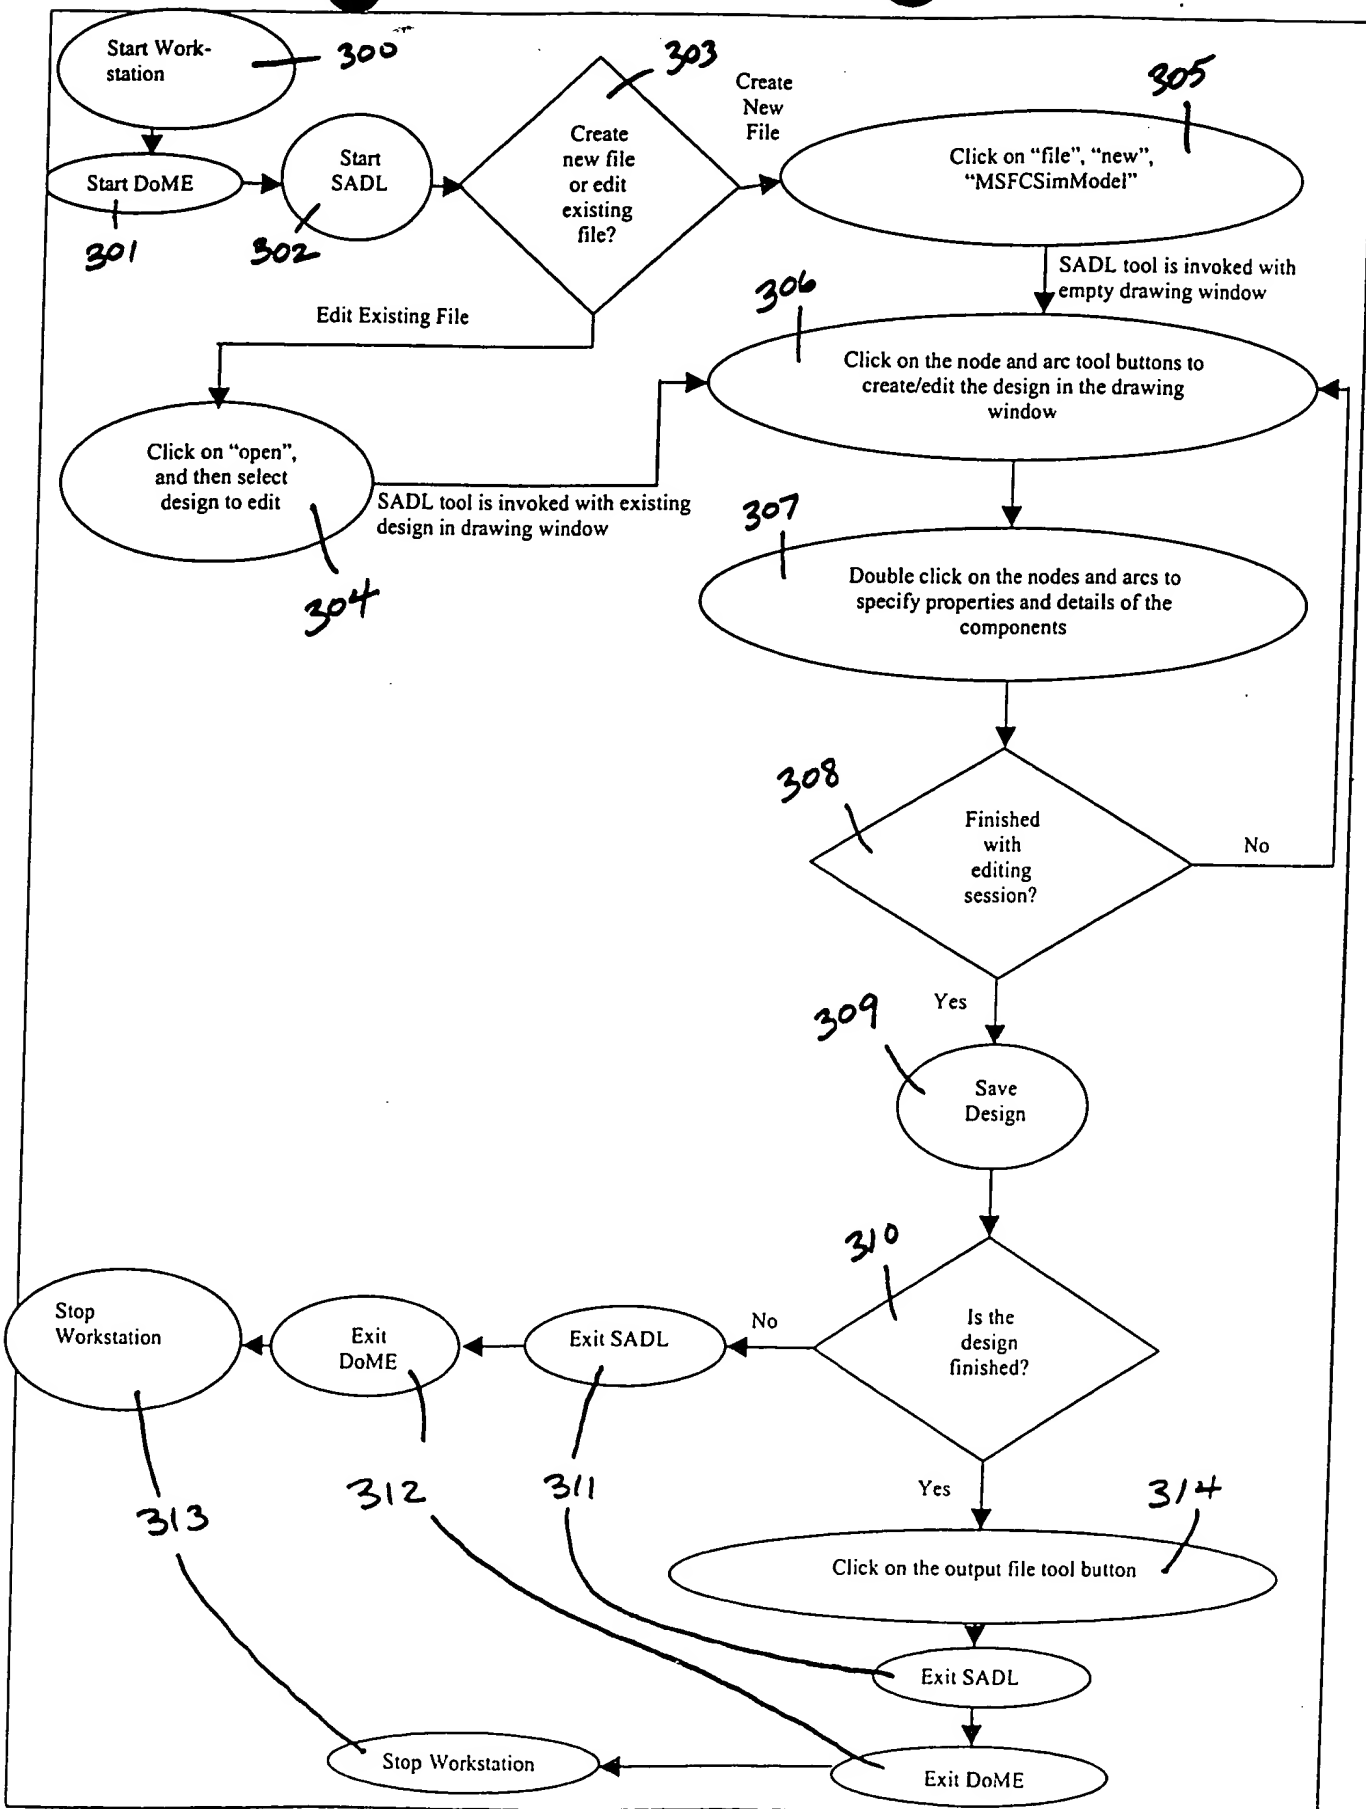 Start Work-
station
300
303
Create
New
File
305
Start DoME
301
Start
SADL
302
Create
new file
or edit
existing
file?
Click on “file”, “new”,
“MSFCSimModel”
SADL tool is invoked with
empty drawing window
Edit Existing File
306
Click on the node and arc tool buttons to
create/edit the design in the drawing
window
Click on “open”,
and then select
design to edit
304
SADL tool is invoked with existing
design in drawing window
307
Double click on the nodes and arcs to
specify properties and details of the
components
308
Finished
with
editing
session?
No
Yes
309
Save
Design
310
Is the
design
finished?
No
Exit SADL
Exit
DoME
Stop
Workstation
313
312
311
Yes
314
Click on the output file tool button
Exit SADL
Exit DoME
Stop Workstation